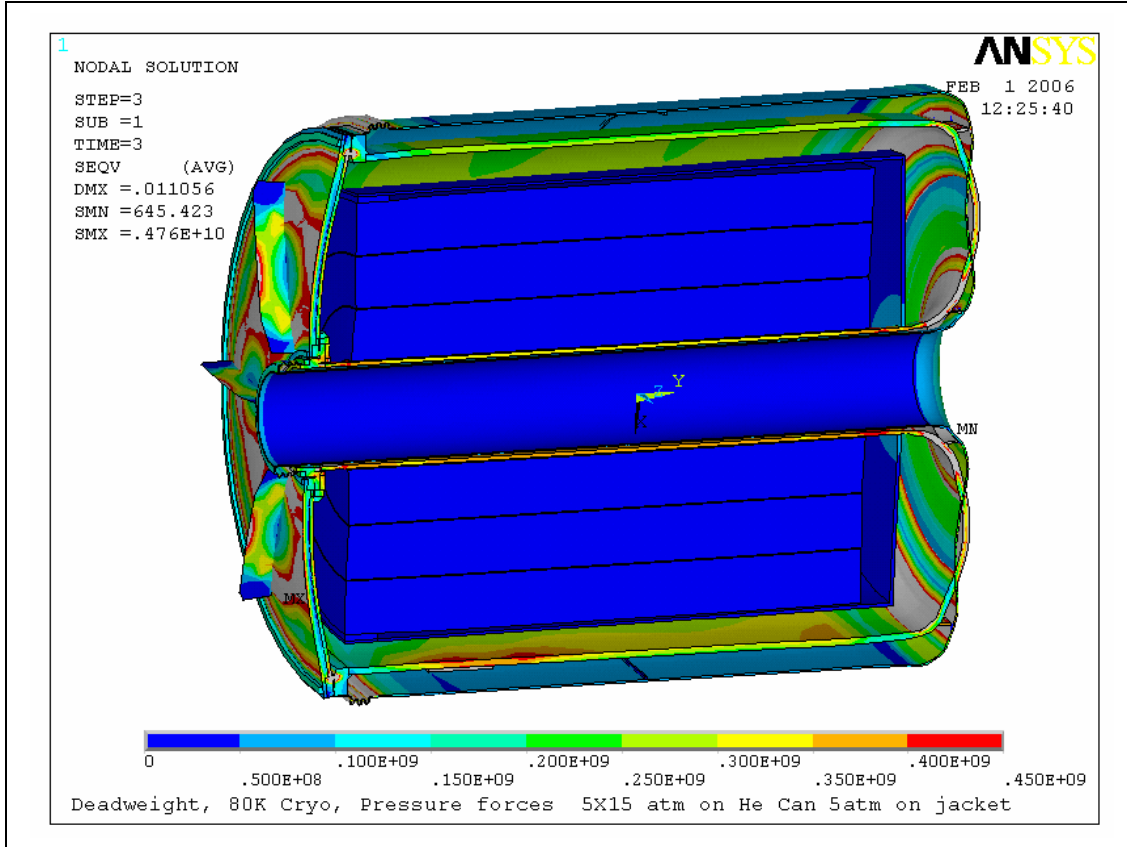 1
ANSYS
NODAL SOLUTION
FEB 1 2006
12:25:40
STEP=3
SUB =1
TIME=3
SEQV (AVG)
DMX =.011056
SMN =645.423
SMX =.476E+10
Y
Z
X
MN
MX
0 .100E+09 .200E+09 .300E+09 .400E+09
.500E+08 .150E+09 .250E+09 .350E+09 .450E+09
Deadweight, 80K Cryo, Pressure forces 5X15 atm on He Can 5atm on jacket